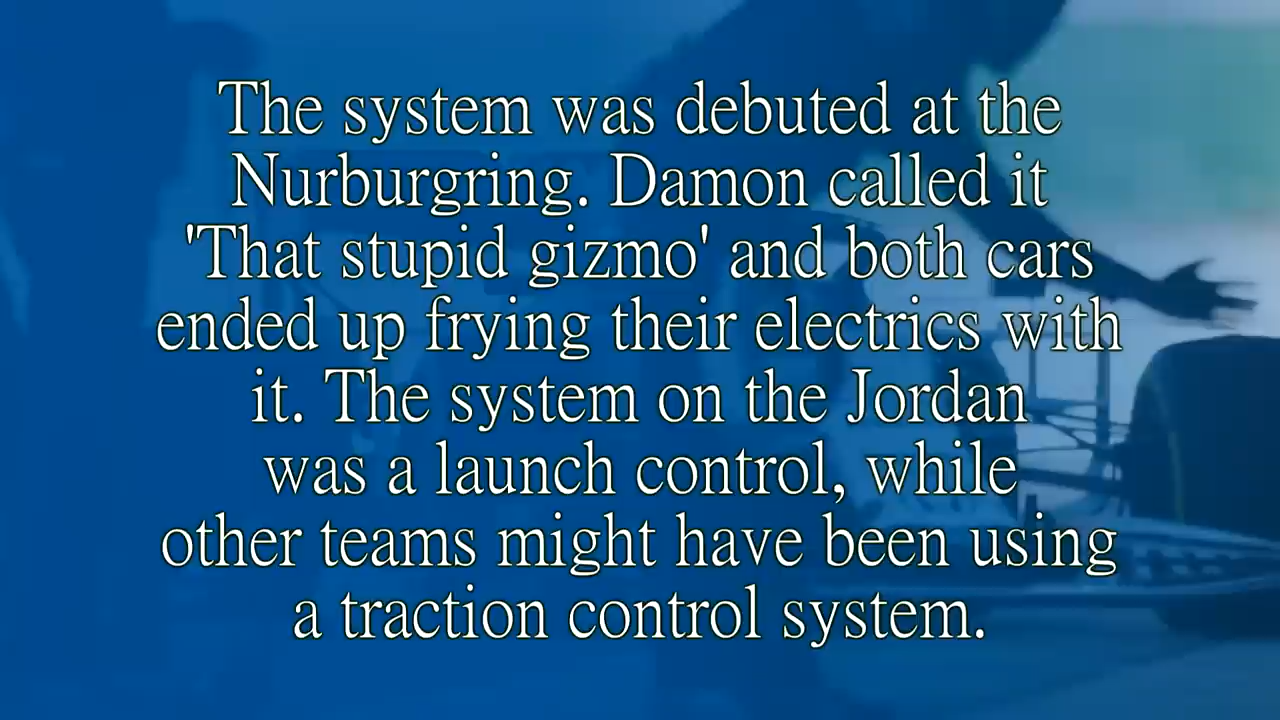 The system was debuted at the
Nurburgring. Damon called it
'That stupid gizmo' and both cars
ended up frying their electrics with
it. The system on the Jordan
was a launch control, while
other teams might have been using
a traction control system.